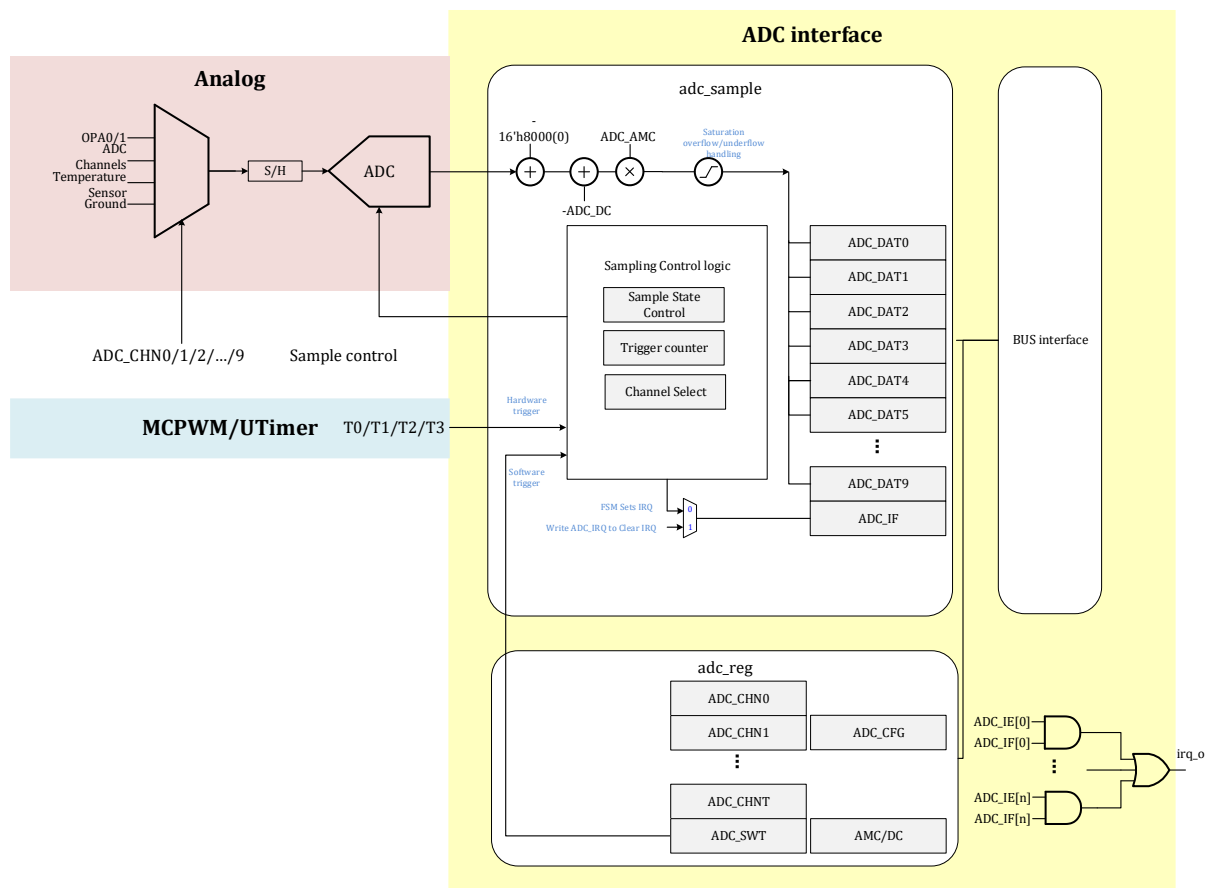 ADC interface
Analog
adc_sample
OPA0/1
ADC
Channels
Temperature
Sensor
Ground
S/H
ADC
-
16'h8000(0)
ADC_AMC
Saturation
overflow/underflow
handling
+
+
×
-ADC_DC
Sampling Control logic
Sample State
Control
Trigger counter
Channel Select
ADC_DAT0
ADC_DAT1
ADC_DAT2
ADC_DAT3
ADC_DAT4
ADC_DAT5
ADC_DAT9
ADC_IF
BUS interface
ADC_CHN0/1/2/.../9
Sample control
MCPWM/UTimer
T0/T1/T2/T3
Hardware
trigger
Software
trigger
FSM Sets IRQ
0
Write ADC_IRQ to Clear IRQ
1
adc_reg
ADC_CHN0
ADC_CHN1
ADC_CFG
ADC_CHNT
ADC_SWT
AMC/DC
ADC_IE[0]
ADC_IF[0]
ADC_IE[n]
ADC_IF[n]
irq_o